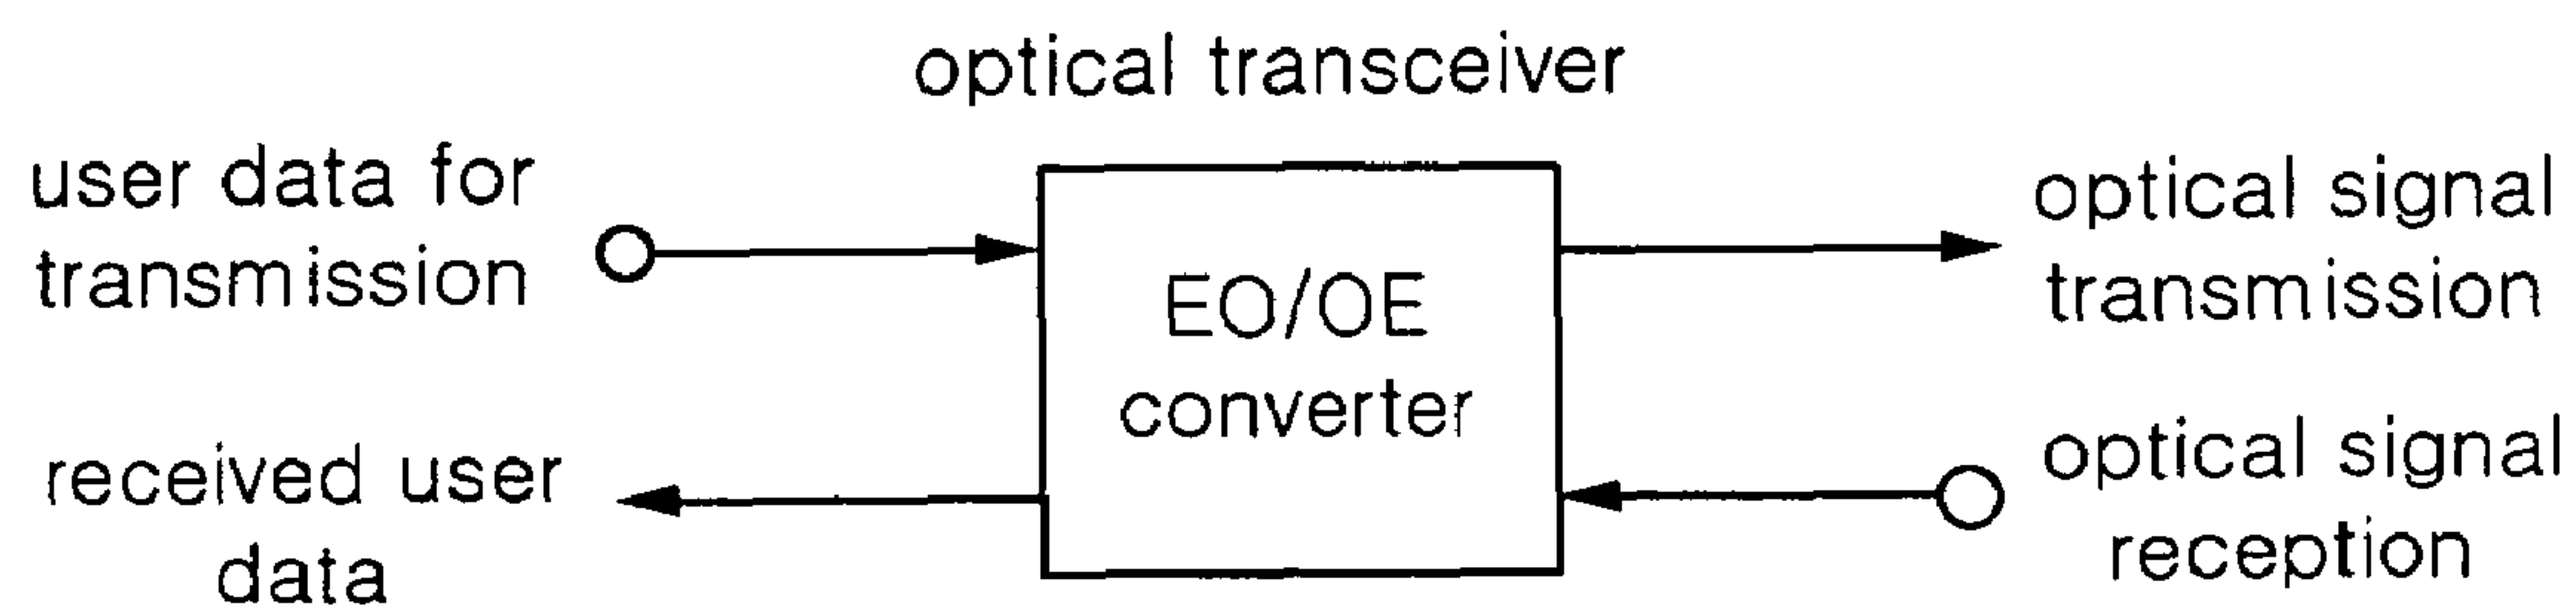 optical transceiver
user data for
transmission
EO/OE
converter
optical signal
transmission
received user
data
optical signal
reception